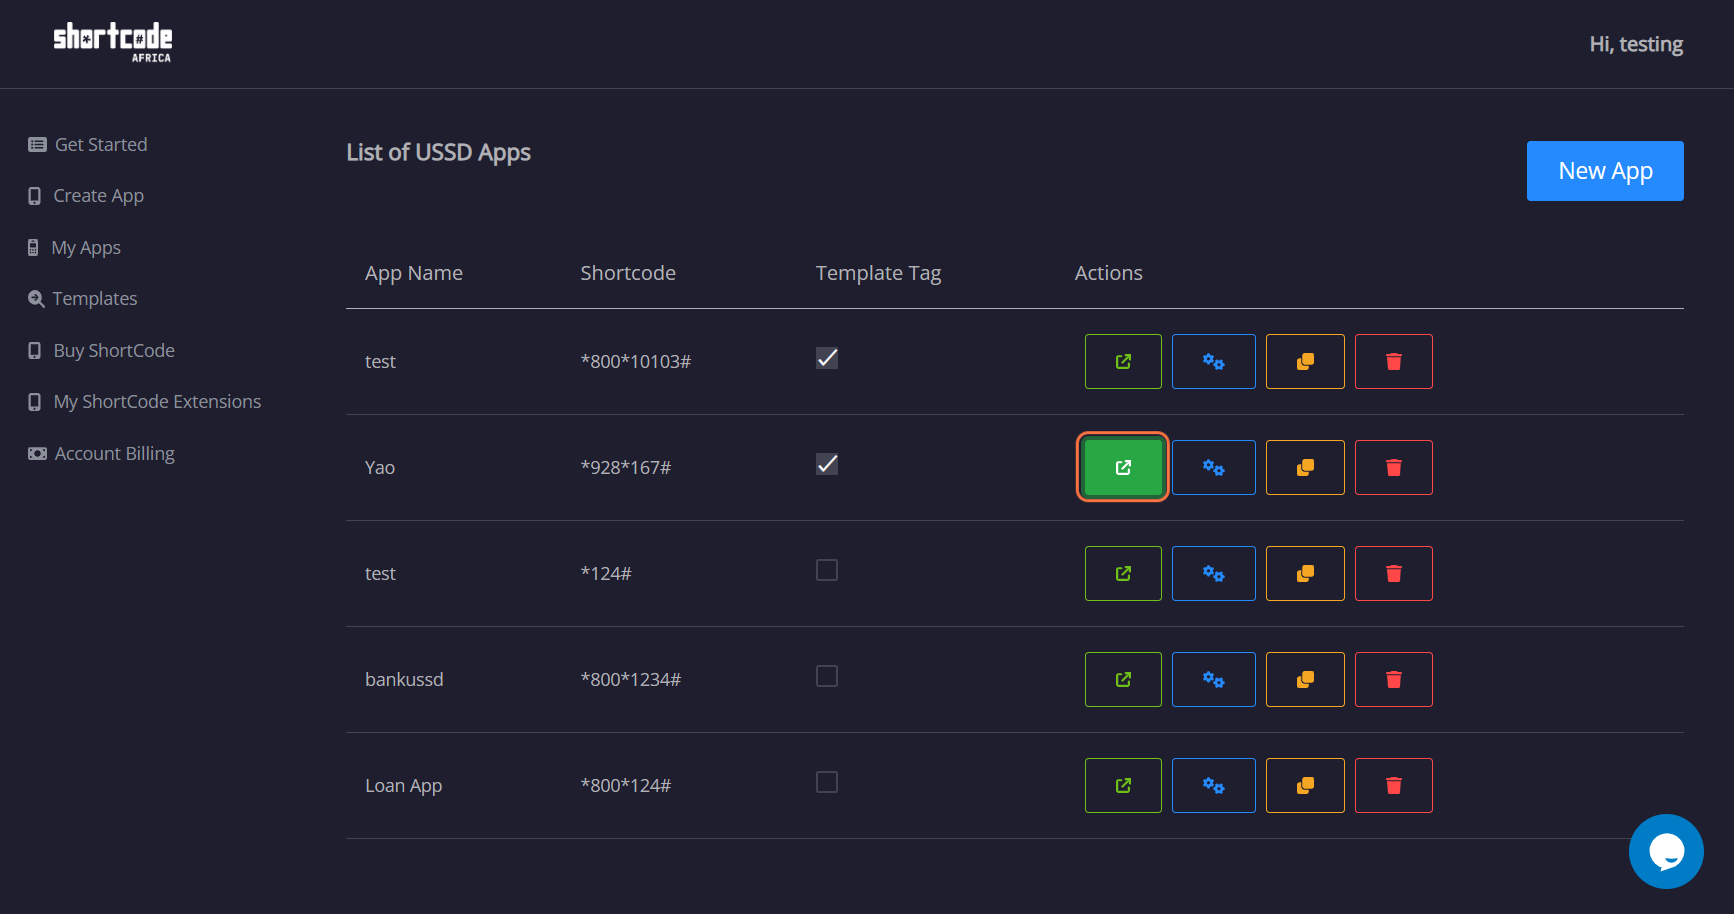 shortcode
AFRICA
Hi, testing
Get Started
Create App
My Apps
Templates
Buy ShortCode
My ShortCode Extensions
Account Billing
List of USSD Apps
New App
App Name Shortcode Template Tag Actions
test *800*10103#
Yao *928*167#
test *124#
bankussd *800*1234#
Loan App *800*124#